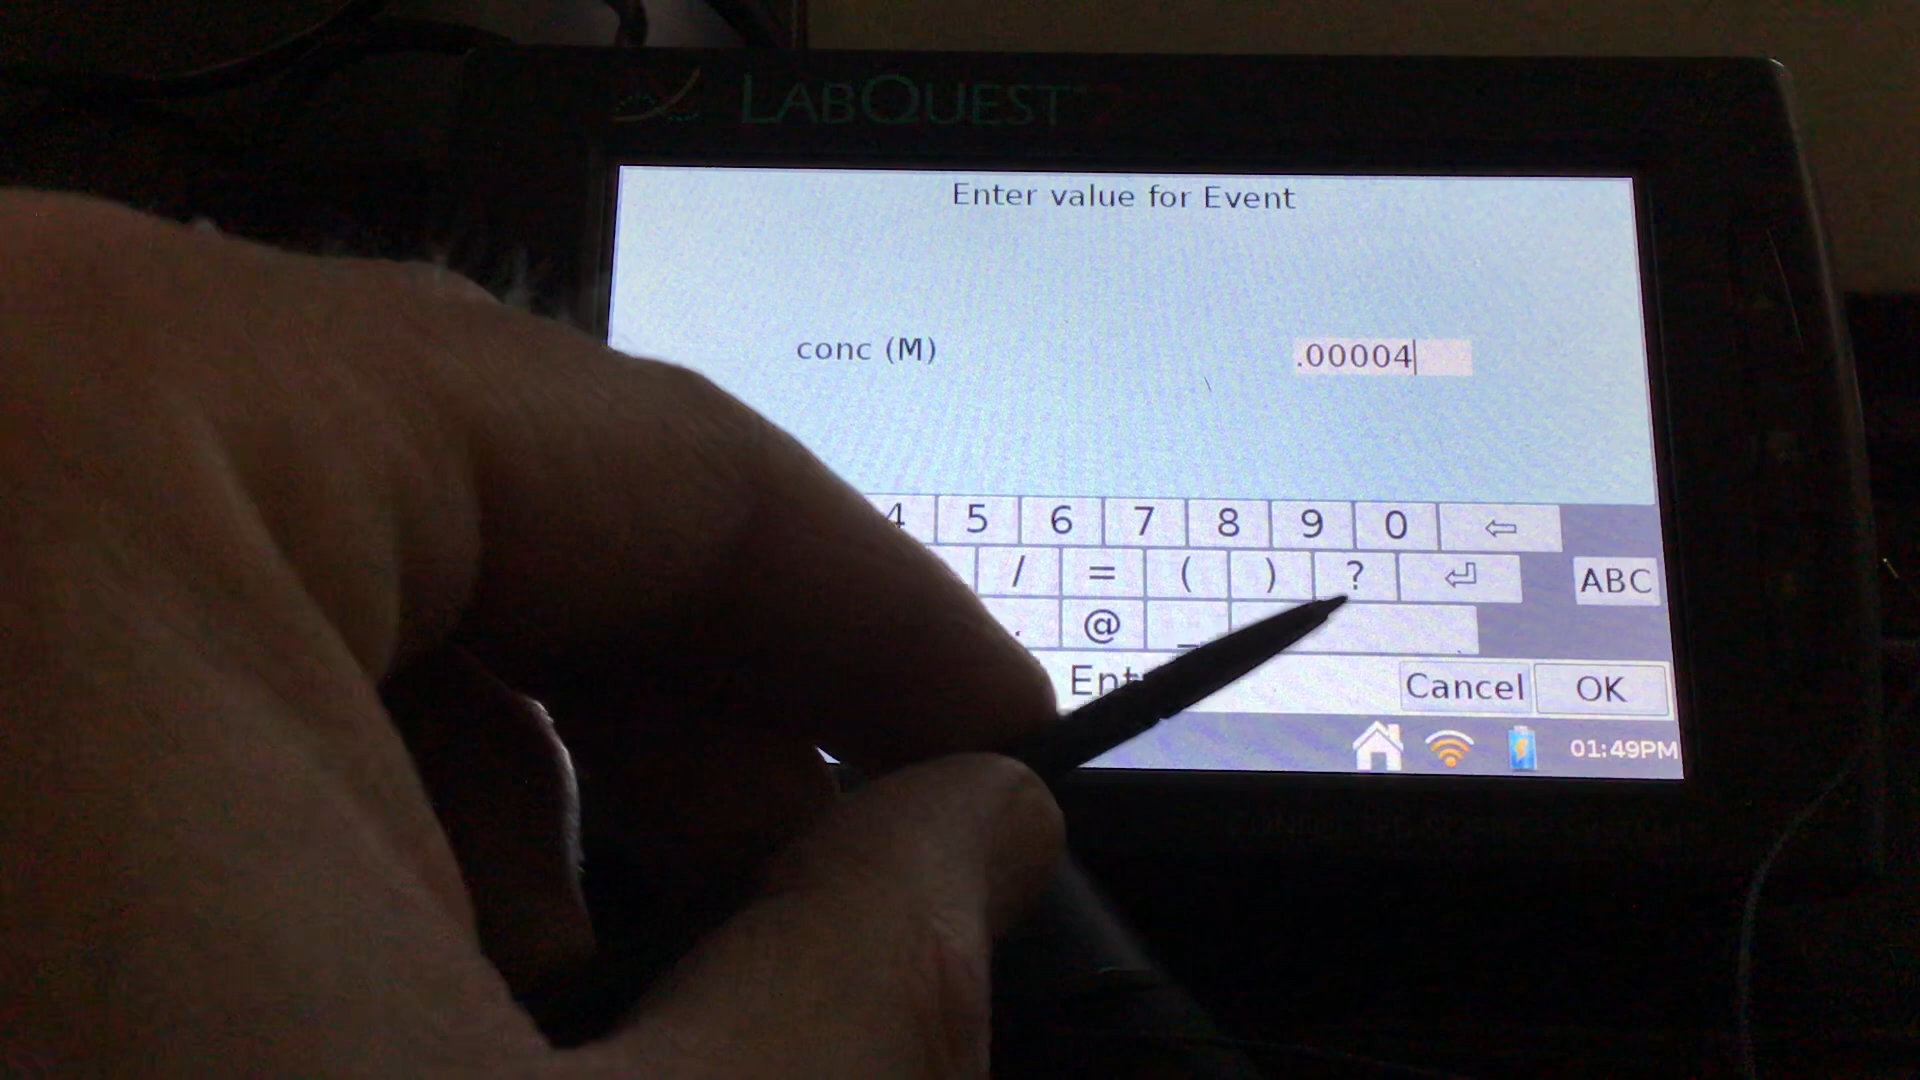 LABQUEST
Enter value for Event
conc (M) .00004
4 5 6 7 8 9 0 ⇦
/ = ( ) ? ⏎ ABC
. @ _
Cancel OK
01:49PM